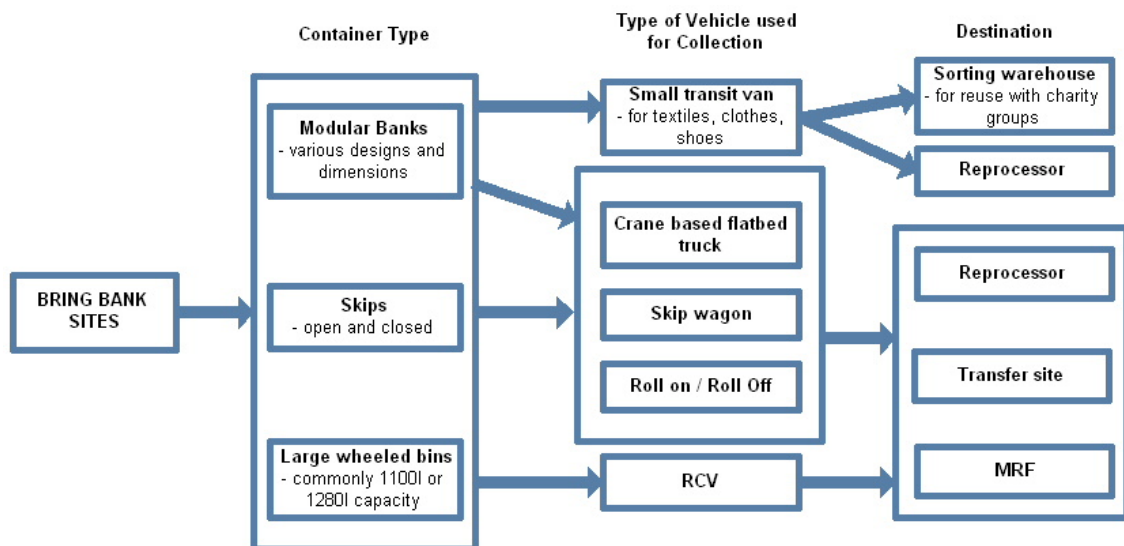 Container Type
Type of Vehicle used
for Collection
Destination
BRING BANK
SITES
Modular Banks
- various designs and
dimensions
Skips
- open and closed
Large wheeled bins
- commonly 1100l or
1280l capacity
Small transit van
- for textiles, clothes,
shoes
Crane based flatbed
truck
Skip wagon
Roll on / Roll Off
RCV
Sorting warehouse
- for reuse with charity
groups
Reprocessor
Reprocessor
Transfer site
MRF